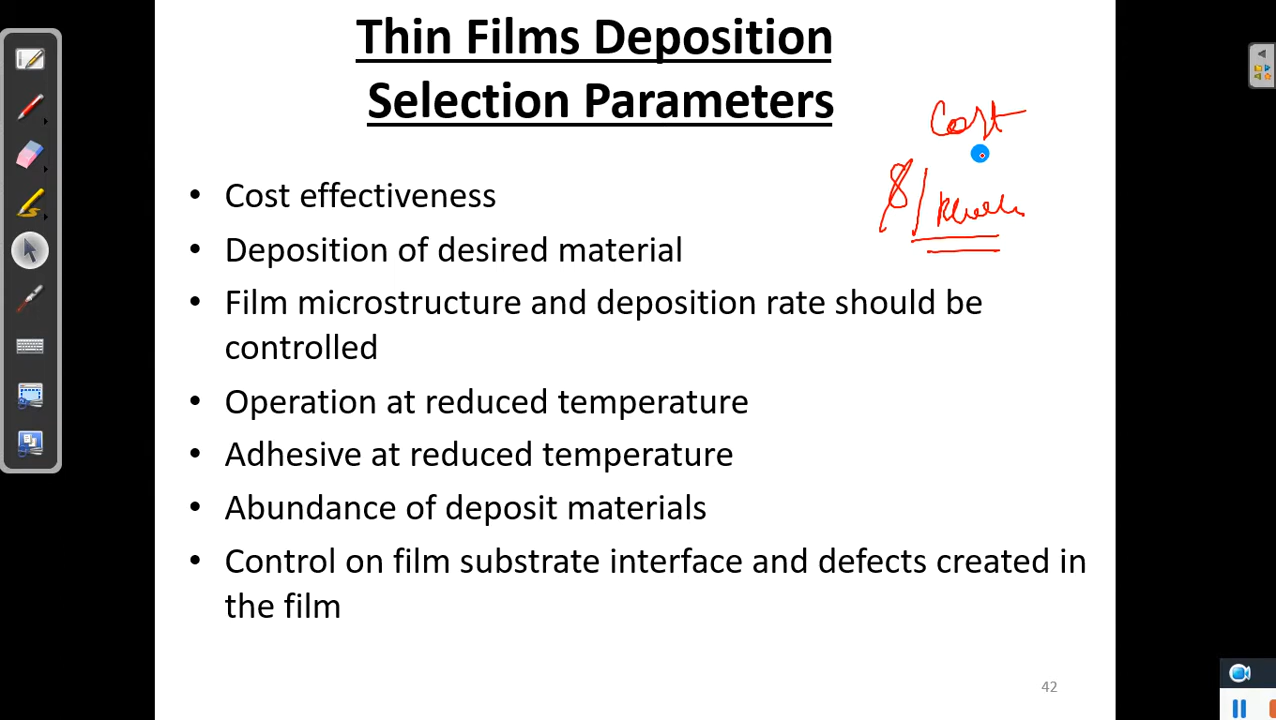 Thin Films Deposition
Selection Parameters
Cost
$/
• Cost effectiveness
• Deposition of desired material
• Film microstructure and deposition rate should be
controlled
• Operation at reduced temperature
• Adhesive at reduced temperature
• Abundance of deposit materials
• Control on film substrate interface and defects created in
the film
42